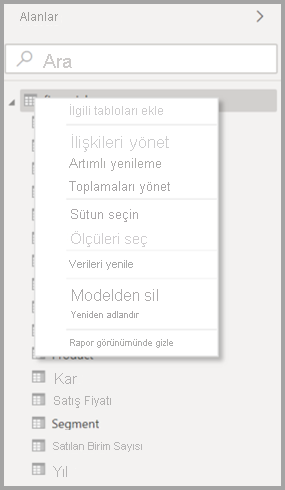 Alanlar
Ara
İlgili tabloları ekle
İlişkileri yönet
Artımlı yenileme
Toplamaları yönet
Sütun seçin
Ölçüleri seç
Verileri yenile
Modelden sil
Yeniden adlandır
Rapor görünümünde gizle
Product
Kar
Satış Fiyatı
Segment
Satılan Birim Sayısı
Yıl